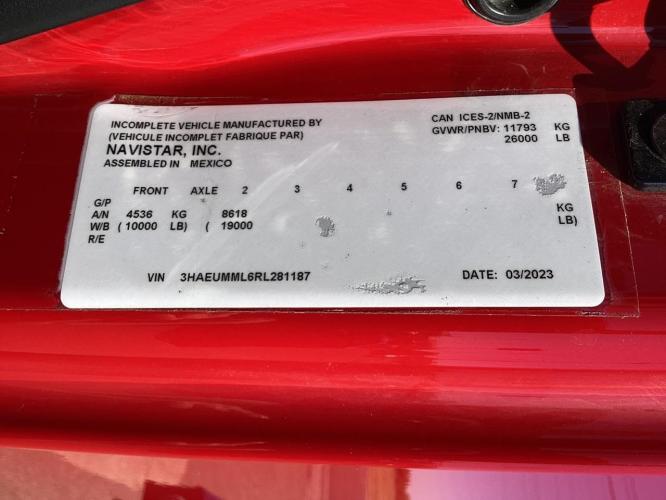 INCOMPLETE VEHICLE MANUFACTURED BY
(VEHICULE INCOMPLET FABRIQUE PAR)
NAVISTAR, INC.
ASSEMBLED IN MEXICO
CAN ICES-2/NMB-2
GVWR/PNBV: 11793 KG
26000 LB
FRONT AXLE 2 3 4 5 6 7
G/P
A/N 4536 KG 8618 KG
W/B ( 10000 LB) ( 19000 LB)
R/E
VIN 3HAEUMML6RL281187 DATE: 03/2023